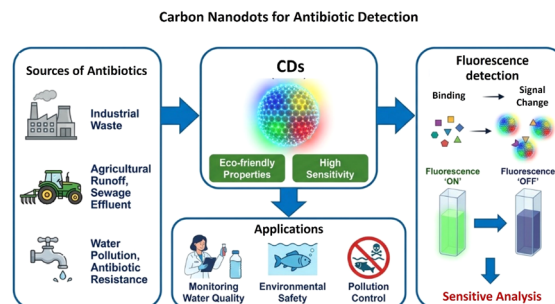 Carbon Nanodots for Antibiotic Detection
Sources of Antibiotics
Industrial
Waste
Agricultural
Runoff,
Sewage
Effluent
Water
Pollution,
Antibiotic
Resistance
CDs
Eco-friendly
Properties
High
Sensitivity
Applications
Monitoring
Water Quality
Environmental
Safety
Pollution
Control
Fluorescence
detection
Binding
Signal
Change
Fluorescence
'ON'
Fluorescence
'OFF'
Sensitive Analysis